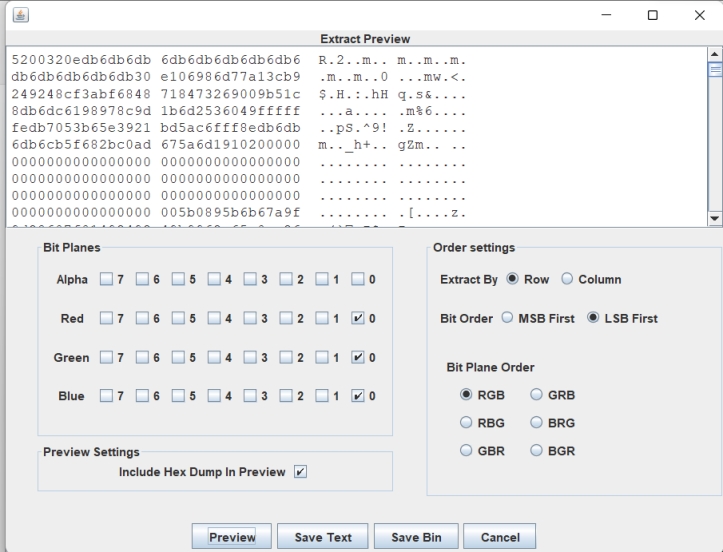 Extract Preview
5200320edb6db6db 6db6db6db6db6db6 R.2..m.. m..m..m.
db6db6db6db6db30 e106986d77a13cb9 .m..m..0 ...mw.<.
249248cf3abf6848 718473269009b51c $.H.:.hH q.s&....
8db6dc6198978c9d 1b6d2536049fffff ...a.... .m%6....
fedb7053b65e3921 bd5ac6fff8edb6db ..pS.^9! .Z......
6db6cb5f682bc0ad 675a6d1910200000 m.._h+.. gZm.. ..
0000000000000000 0000000000000000 ........ ........
0000000000000000 0000000000000000 ........ ........
0000000000000000 0000000000000000 ........ ........
0000000000000000 005b0895b6b67a9f ........ .[....z.
Bit Planes
Alpha 7 6 5 4 3 2 1 0
Red 7 6 5 4 3 2 1 0
Green 7 6 5 4 3 2 1 0
Blue 7 6 5 4 3 2 1 0
Preview Settings
Include Hex Dump In Preview
Order settings
Extract By Row Column
Bit Order MSB First LSB First
Bit Plane Order
RGB GRB
RBG BRG
GBR BGR
Preview Save Text Save Bin Cancel